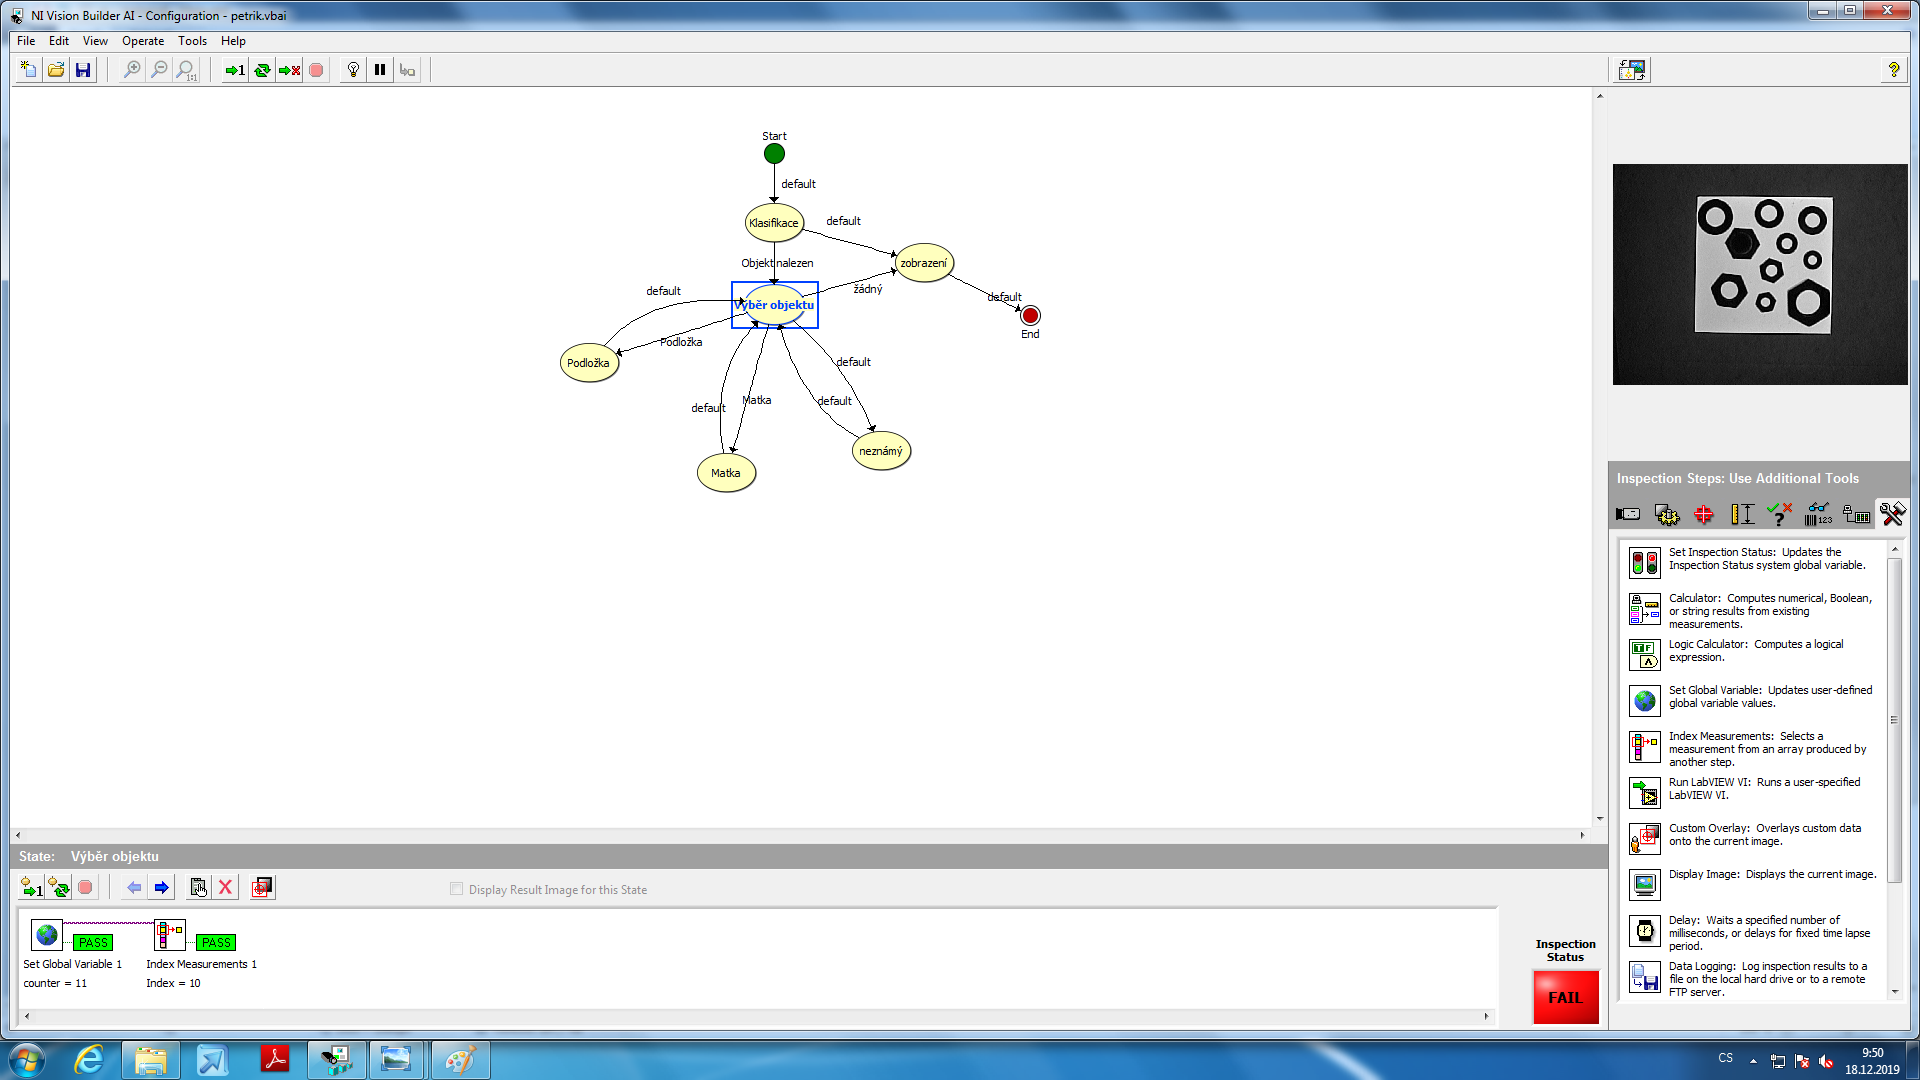 NI Vision Builder AI - Configuration - petrik.vbai
File Edit View Operate Tools Help
1:1
1
?
Start
default
Klasifikace
default
Objekt nalezen
zobrazení
žádný
default
Výběr objektu
default
End
Podložka
Podložka
default
default
Matka
default
neznámý
Matka
Inspection Steps: Use Additional Tools
123
Set Inspection Status: Updates the
Inspection Status system global variable.
Calculator: Computes numerical, Boolean,
or string results from existing
measurements.
Logic Calculator: Computes a logical
expression.
Set Global Variable: Updates user-defined
global variable values.
Index Measurements: Selects a
measurement from an array produced by
another step.
Run LabVIEW VI: Runs a user-specified
LabVIEW VI.
Custom Overlay: Overlays custom data
onto the current image.
Display Image: Displays the current image.
Delay: Waits a specified number of
milliseconds, or delays for fixed time lapse
period.
Data Logging: Log inspection results to a
file on the local hard drive or to a remote
FTP server.
State: Výběr objektu
1
Display Result Image for this State
PASS PASS
Set Global Variable 1 Index Measurements 1
counter = 11 Index = 10
Inspection
Status
FAIL
CS
9:50
18.12.2019